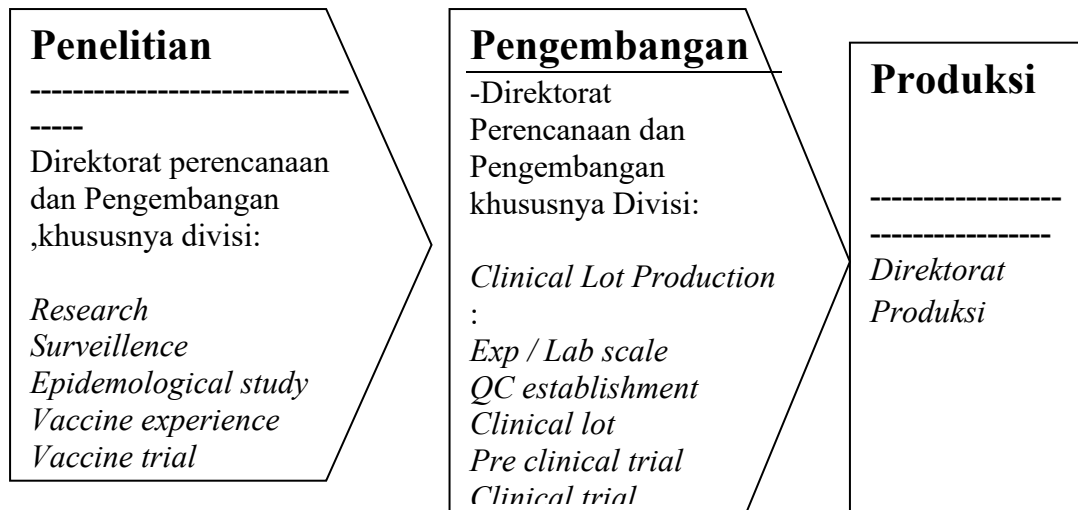 Penelitian
------------------------------
-----
Direktorat perencanaan
dan Pengembangan
,khususnya divisi:
Research
Surveillence
Epidemological study
Vaccine experience
Vaccine trial
Pengembangan
-Direktorat
Perencanaan dan
Pengembangan
khususnya Divisi:
Clinical Lot Production
:
Exp / Lab scale
QC establishment
Clinical lot
Pre clinical trial
Clinical trial
Produksi
------------------
-----------------
Direktorat
Produksi